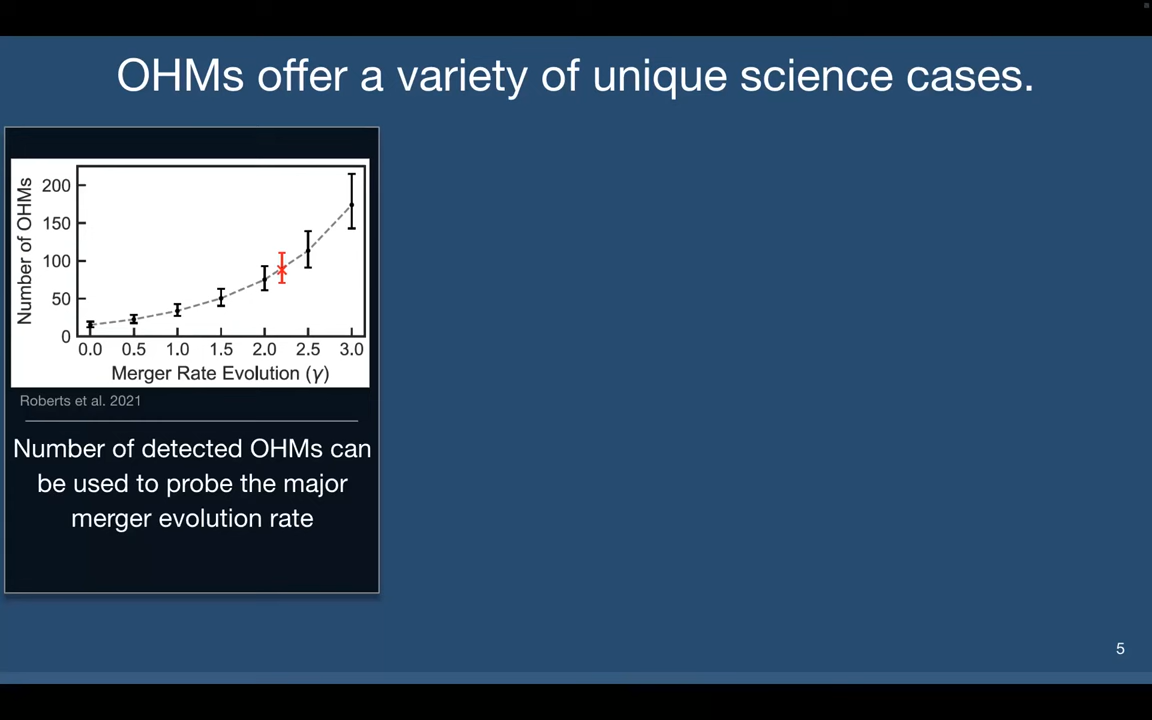 OHMs offer a variety of unique science cases.
Number of OHMs
200
150
100
50
0
0.0 0.5 1.0 1.5 2.0 2.5 3.0
Merger Rate Evolution (γ)
Roberts et al. 2021
Number of detected OHMs can
be used to probe the major
merger evolution rate
5